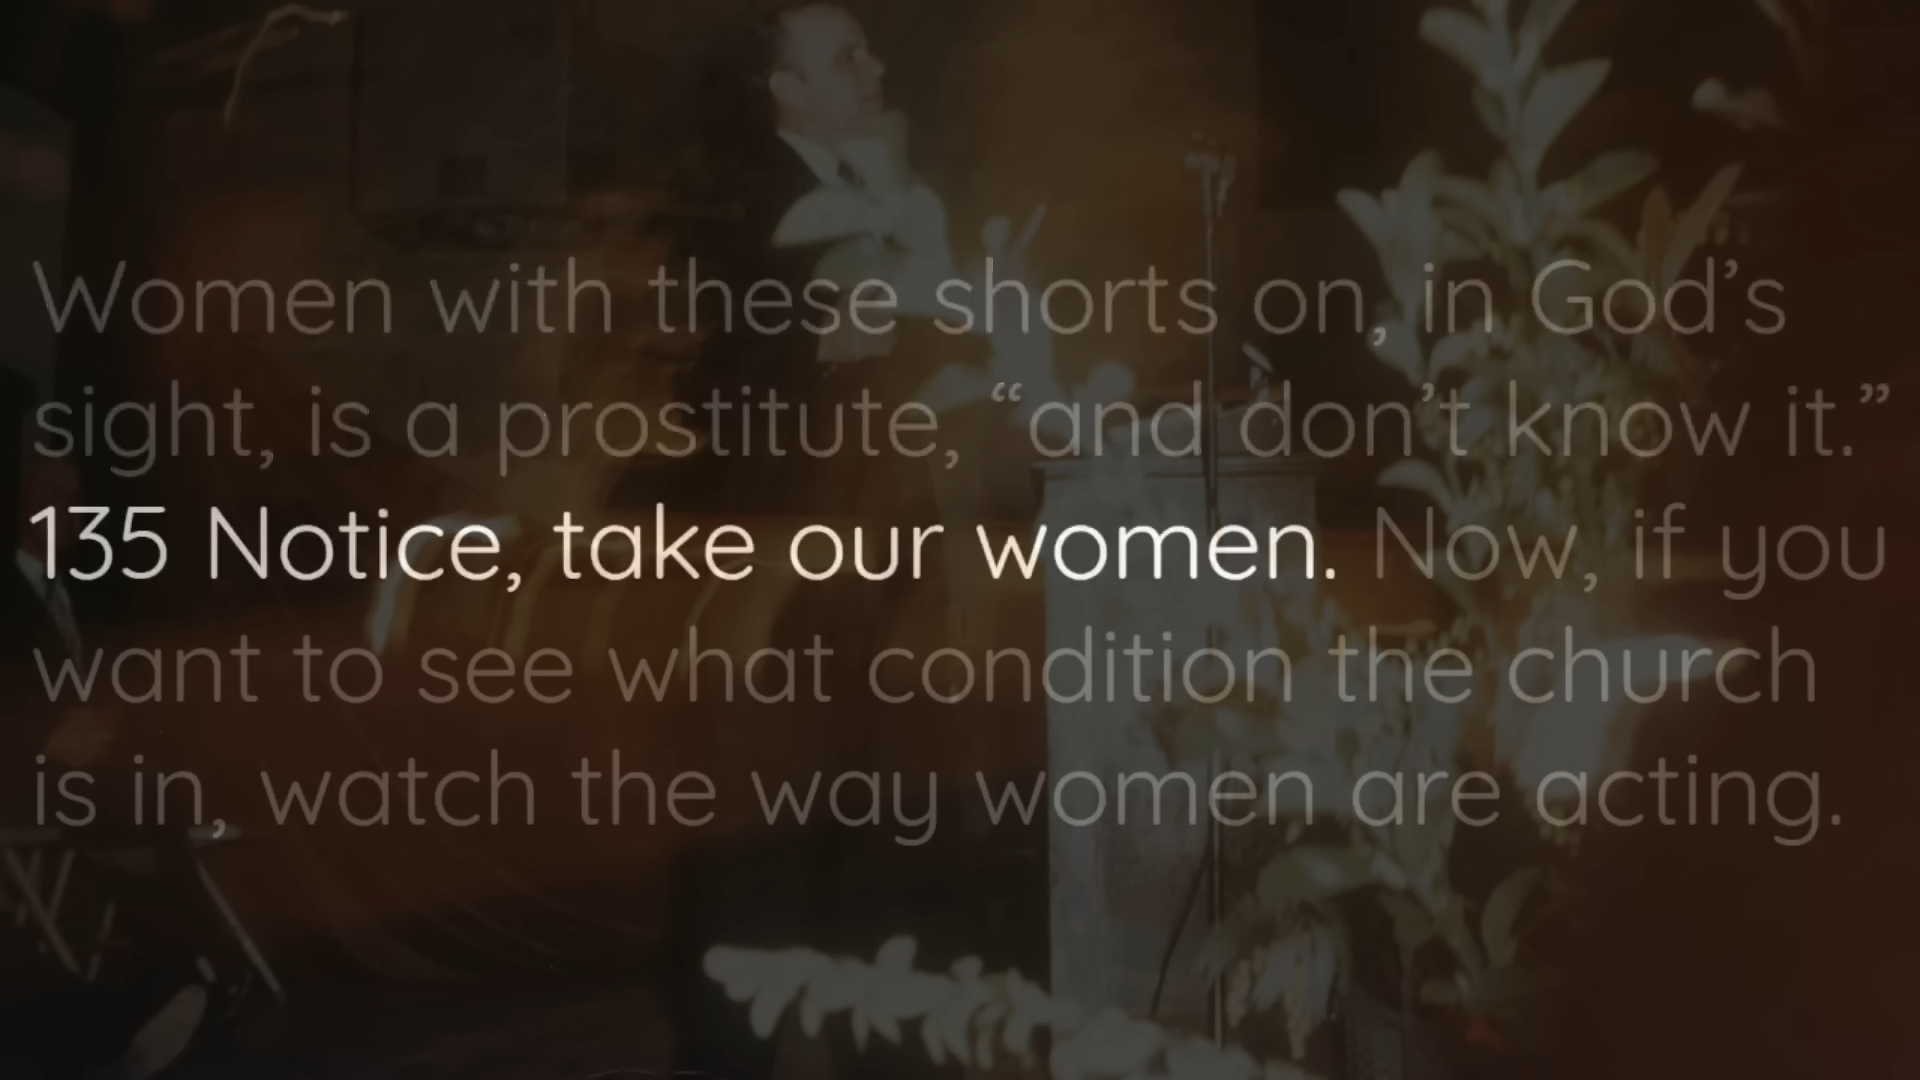 Women with these shorts on, in God’s
sight, is a prostitute, “and don’t know it.”
135 Notice, take our women. Now, if you
want to see what condition the church
is in, watch the way women are acting.